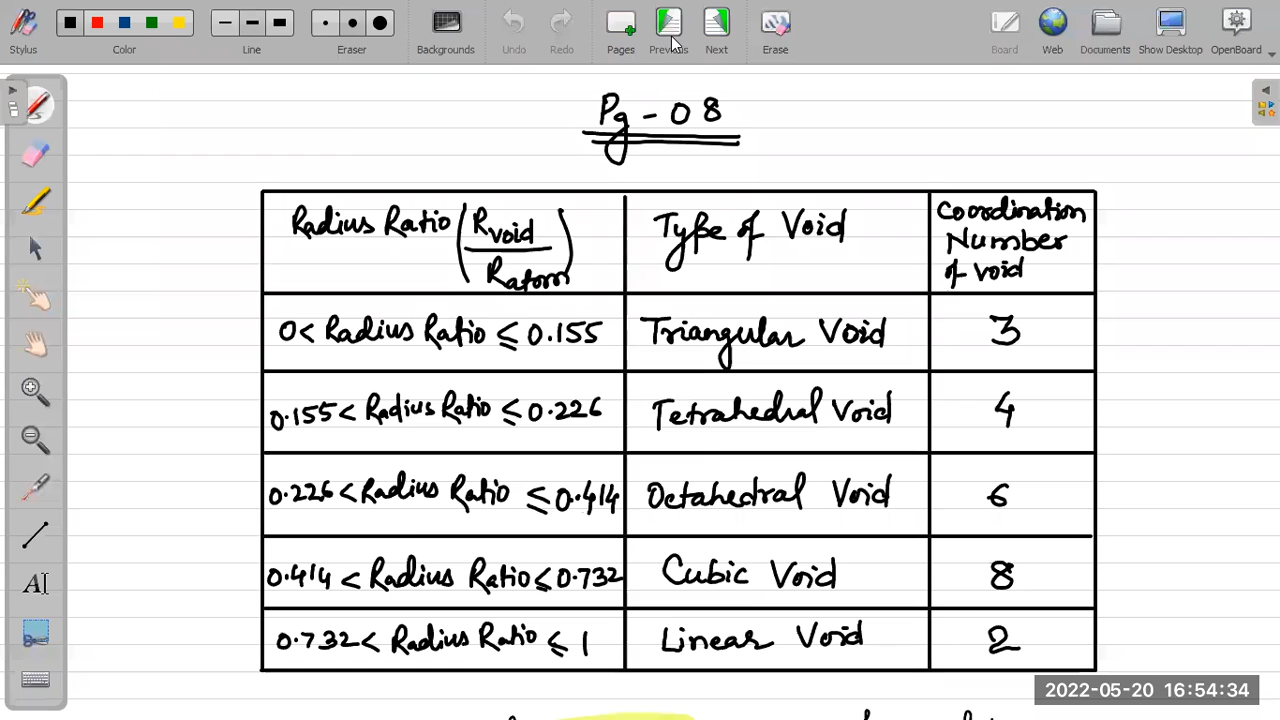 Stylus Color Line Eraser Backgrounds Undo Redo Pages Previous Next Erase Board Web Documents Show Desktop OpenBoard
Pg - 08
Radius Ratio (Rvoid/Ratom) Type of Void Coordination Number of void
0 < Radius Ratio ⩽ 0.155 Triangular Void 3
0.155 < Radius Ratio ⩽ 0.226 Tetrahedral Void 4
0.226 < Radius Ratio ⩽ 0.414 Octahedral Void 6
0.414 < Radius Ratio ⩽ 0.732 Cubic Void 8
0.732 < Radius Ratio ⩽ 1 Linear Void 2
AI
2022-05-20 16:54:34